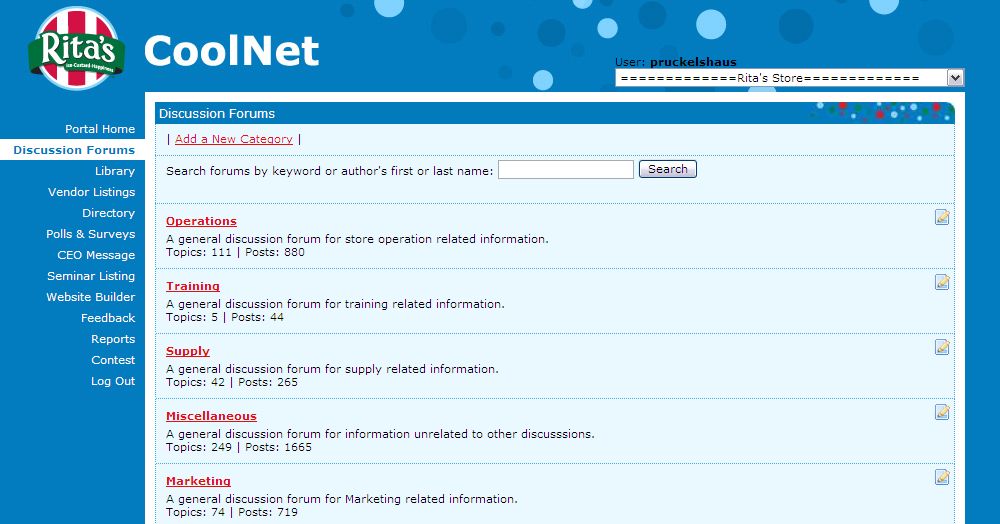 Rita's
Ice-Custard-Happiness
CoolNet
User: pruckelshaus
=============Rita's Store=============
Portal Home
Discussion Forums
Library
Vendor Listings
Directory
Polls & Surveys
CEO Message
Seminar Listing
Website Builder
Feedback
Reports
Contest
Log Out
Discussion Forums
| Add a New Category |
Search forums by keyword or author's first or last name: Search
Operations
A general discussion forum for store operation related information.
Topics: 111 | Posts: 880
Training
A general discussion forum for training related information.
Topics: 5 | Posts: 44
Supply
A general discussion forum for supply related information.
Topics: 42 | Posts: 265
Miscellaneous
A general discussion forum for information unrelated to other discusssions.
Topics: 249 | Posts: 1665
Marketing
A general discussion forum for Marketing related information.
Topics: 74 | Posts: 719